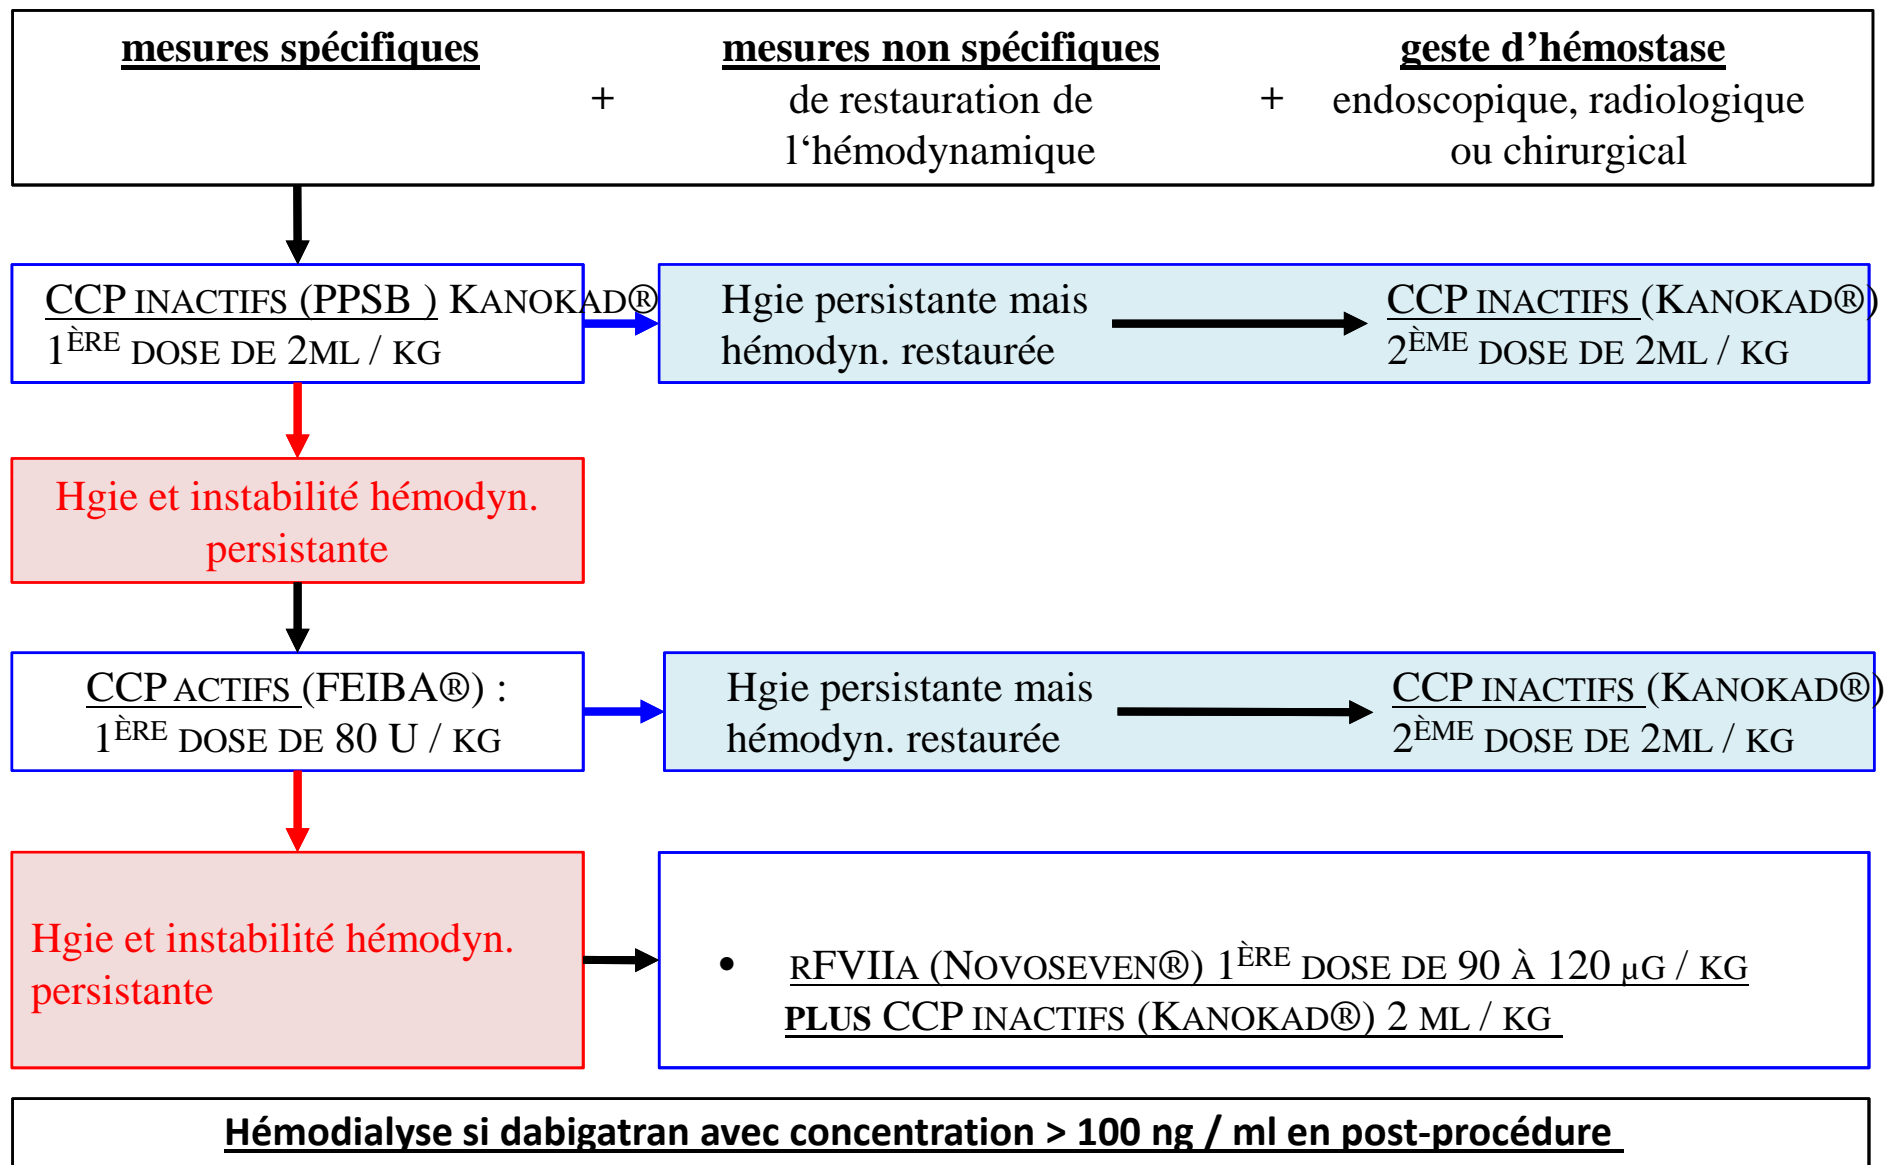 mesures spécifiques
+
mesures non spécifiques
de restauration de
l‘hémodynamique
+
geste d’hémostase
endoscopique, radiologique
ou chirurgical
CCP INACTIFS (PPSB ) KANOKAD®
1ÈRE DOSE DE 2ML / KG
Hgie persistante mais
hémodyn. restaurée
CCP INACTIFS (KANOKAD®)
2ÈME DOSE DE 2ML / KG
Hgie et instabilité hémodyn.
persistante
CCP ACTIFS (FEIBA®) :
1ÈRE DOSE DE 80 U / KG
Hgie persistante mais
hémodyn. restaurée
CCP INACTIFS (KANOKAD®)
2ÈME DOSE DE 2ML / KG
Hgie et instabilité hémodyn.
persistante
• RFVIIA (NOVOSEVEN®) 1ÈRE DOSE DE 90 À 120 µG / KG
PLUS CCP INACTIFS (KANOKAD®) 2 ML / KG
Hémodialyse si dabigatran avec concentration > 100 ng / ml en post-procédure